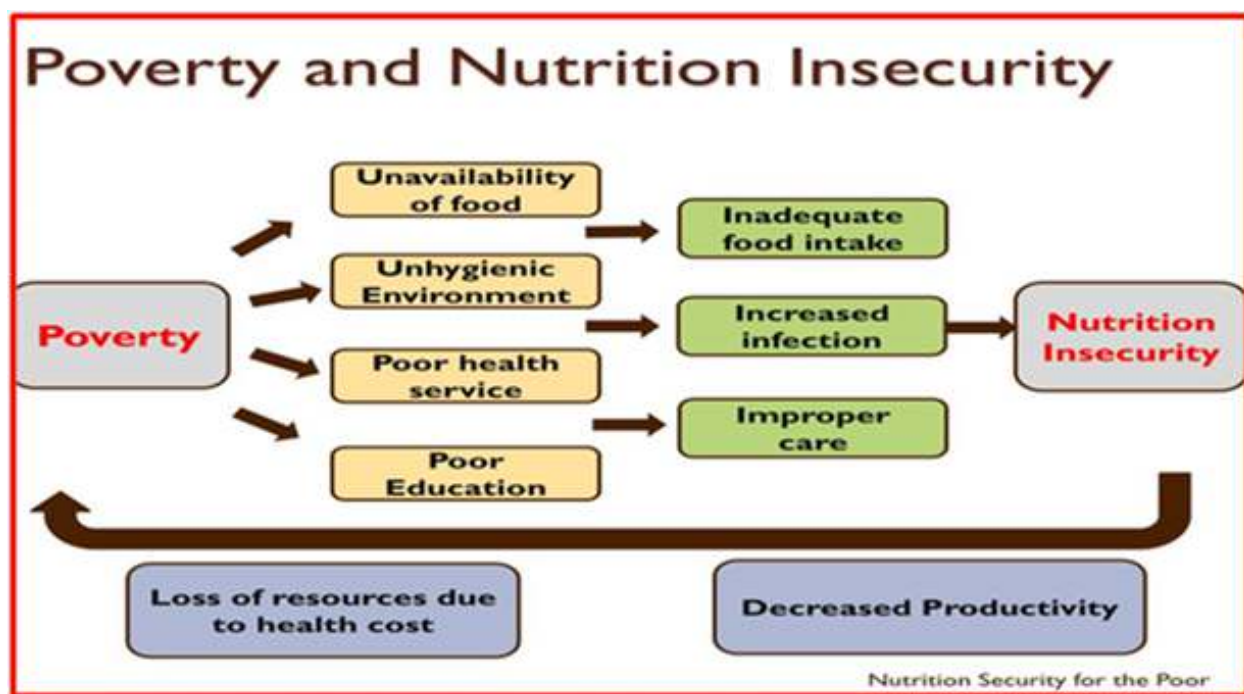 Poverty and Nutrition Insecurity
Unavailability
of food
Unhygienic
Environment
Poor health
service
Poor
Education
Inadequate
food intake
Increased
infection
Improper
care
Poverty
Nutrition
Insecurity
Loss of resources due
to health cost
Decreased Productivity
Nutrition Security for the Poor